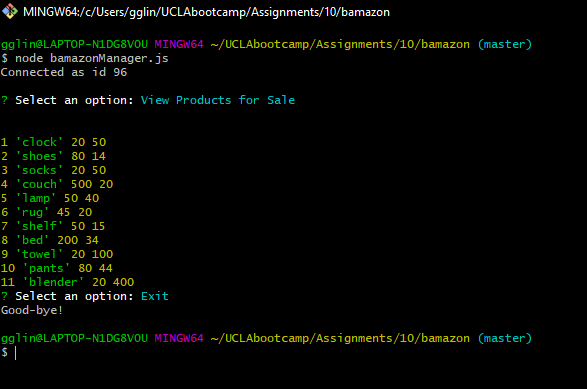 MINGW64:/c/Users/gglin/UCLAbootcamp/Assignments/10/bamazon
gglin@LAPTOP-N1DG8VOU MINGW64 ~/UCLAbootcamp/Assignments/10/bamazon (master)
$ node bamazonManager.js
Connected as id 96
? Select an option: View Products for Sale
1 'clock' 20 50
2 'shoes' 80 14
3 'socks' 20 50
4 'couch' 500 20
5 'lamp' 50 40
6 'rug' 45 20
7 'shelf' 50 15
8 'bed' 200 34
9 'towel' 20 100
10 'pants' 80 44
11 'blender' 20 400
? Select an option: Exit
Good-bye!
gglin@LAPTOP-N1DG8VOU MINGW64 ~/UCLAbootcamp/Assignments/10/bamazon (master)
$